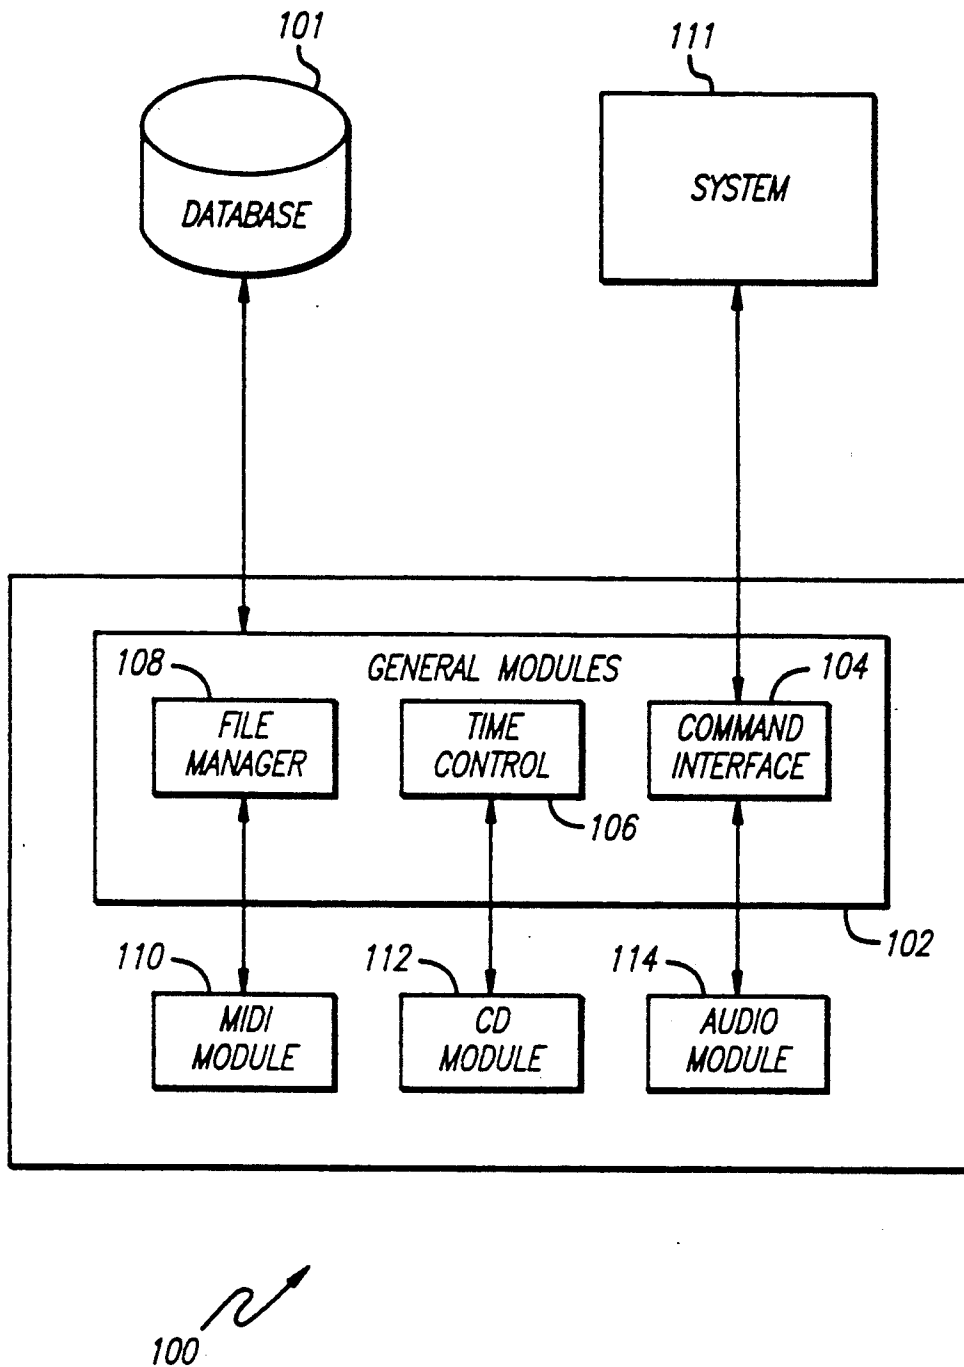 101
111
DATABASE
SYSTEM
GENERAL MODULES
108
104
FILE
MANAGER
TIME
CONTROL
COMMAND
INTERFACE
106
102
110
112
114
MIDI
MODULE
CD
MODULE
AUDIO
MODULE
100